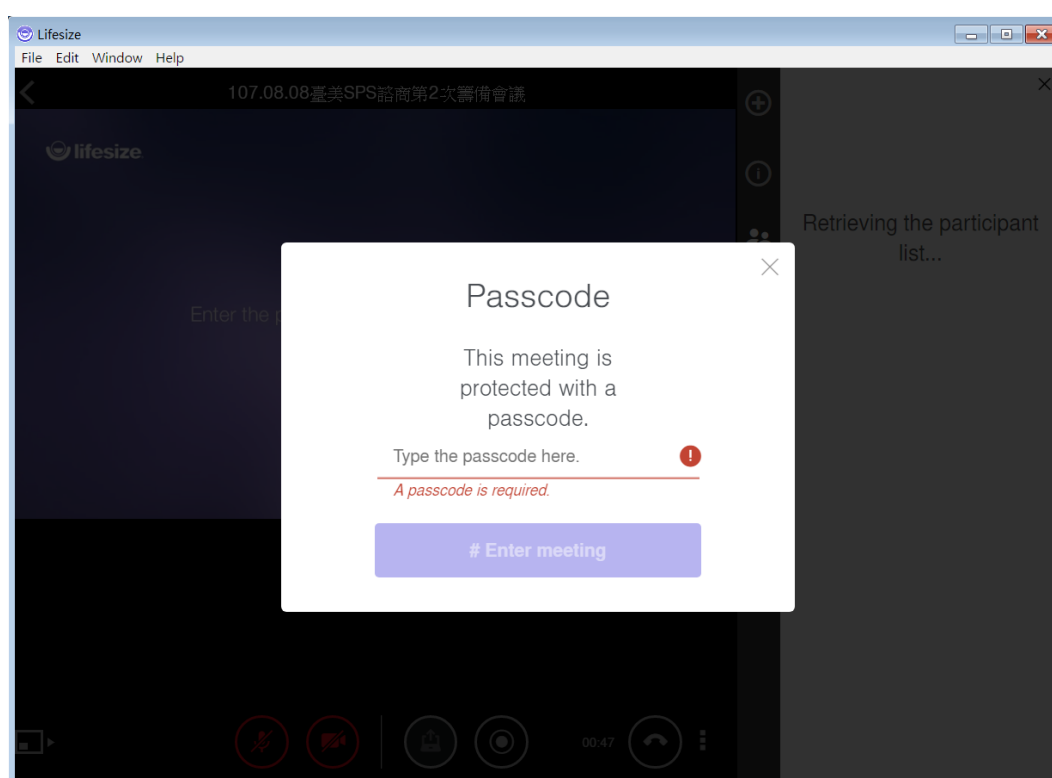 Lifesize
File Edit Window Help
107.08.08臺美SPS諮商第2次籌備會議
lifesize
Retrieving the participant
list...
Enter the p
Passcode
This meeting is
protected with a
passcode.
Type the passcode here.
A passcode is required.
# Enter meeting
00:47